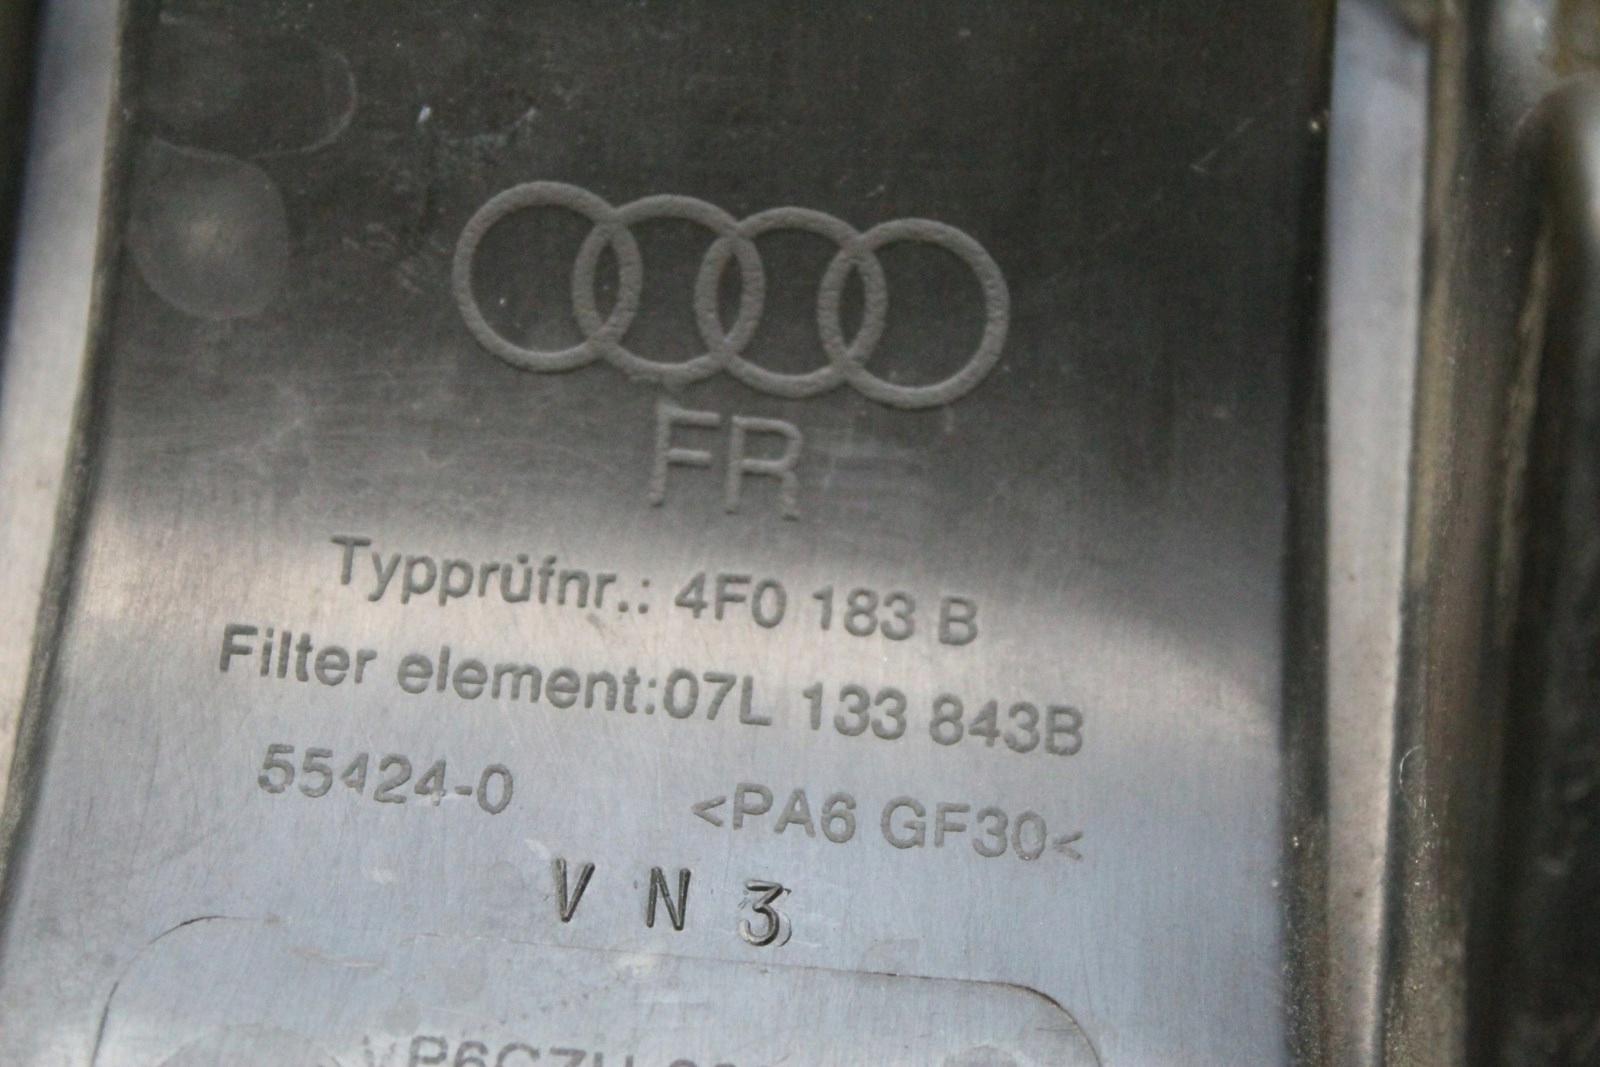 FR
Typprüfnr.: 4F0 183 B
Filter element:07L 133 843B
55424-0 <PA6 GF30<
V N 3